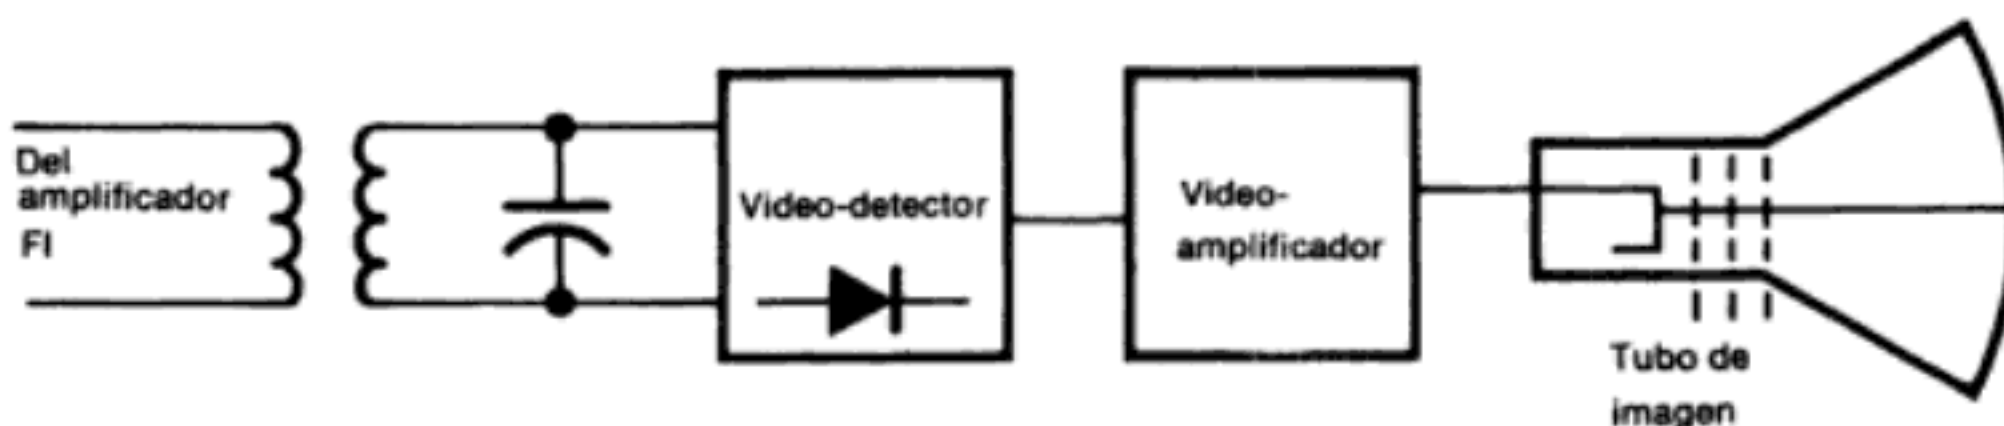 Del
amplificador
FI
Video-detector
Video-
amplificador
Tubo de
imagen